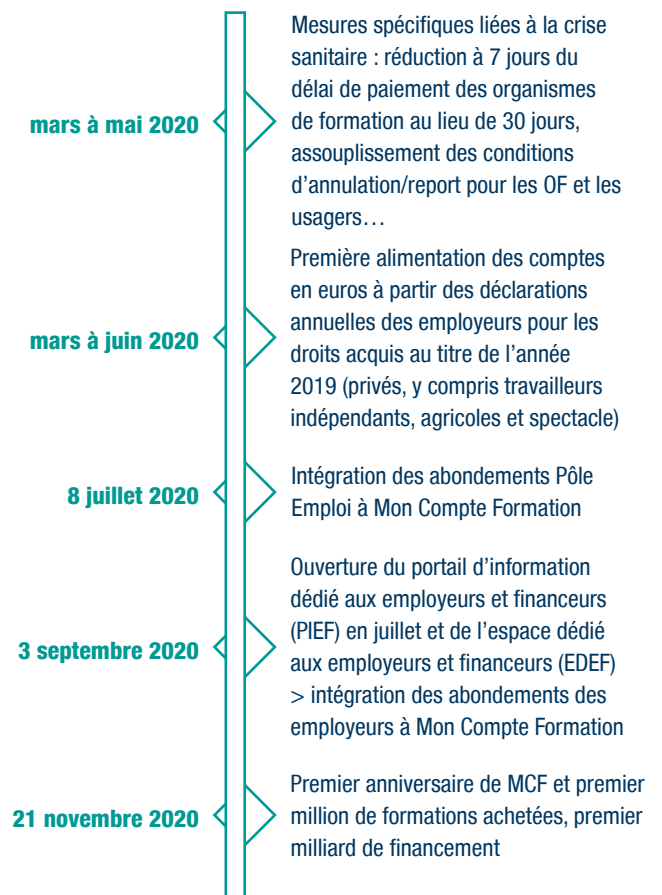 mars à mai 2020
Mesures spécifiques liées à la crise
sanitaire : réduction à 7 jours du
délai de paiement des organismes
de formation au lieu de 30 jours,
assouplissement des conditions
d’annulation/report pour les OF et les
usagers…
mars à juin 2020
Première alimentation des comptes
en euros à partir des déclarations
annuelles des employeurs pour les
droits acquis au titre de l’année
2019 (privés, y compris travailleurs
indépendants, agricoles et spectacle)
8 juillet 2020
Intégration des abondements Pôle
Emploi à Mon Compte Formation
3 septembre 2020
Ouverture du portail d’information
dédié aux employeurs et financeurs
(PIEF) en juillet et de l’espace dédié
aux employeurs et financeurs (EDEF)
> intégration des abondements des
employeurs à Mon Compte Formation
21 novembre 2020
Premier anniversaire de MCF et premier
million de formations achetées, premier
milliard de financement